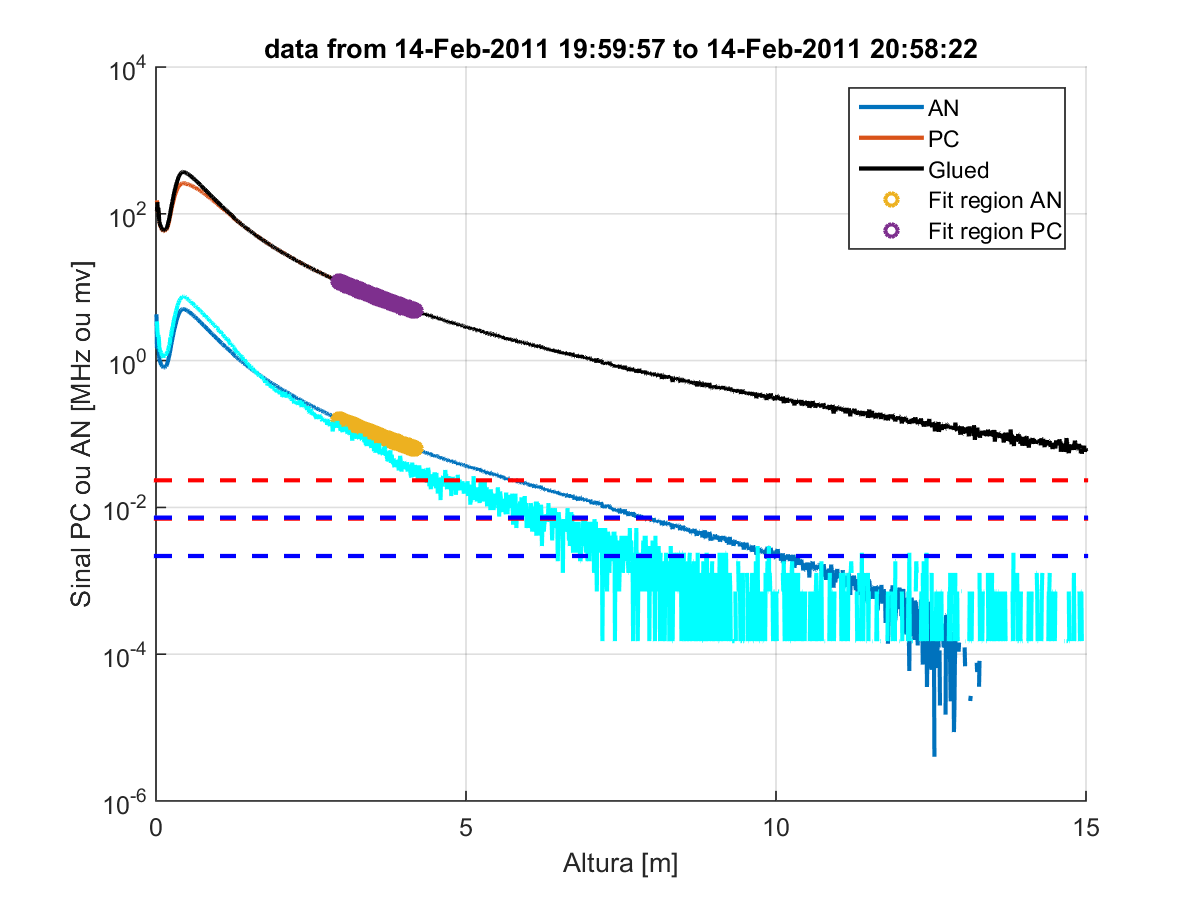 data from 14-Feb-2011 19:59:57 to 14-Feb-2011 20:58:22
Sinal PC ou AN [MHz ou mv]
10^4
10^2
10^0
10^-2
10^-4
10^-6
AN
PC
Glued
Fit region AN
Fit region PC
0 5 10 15
Altura [m]